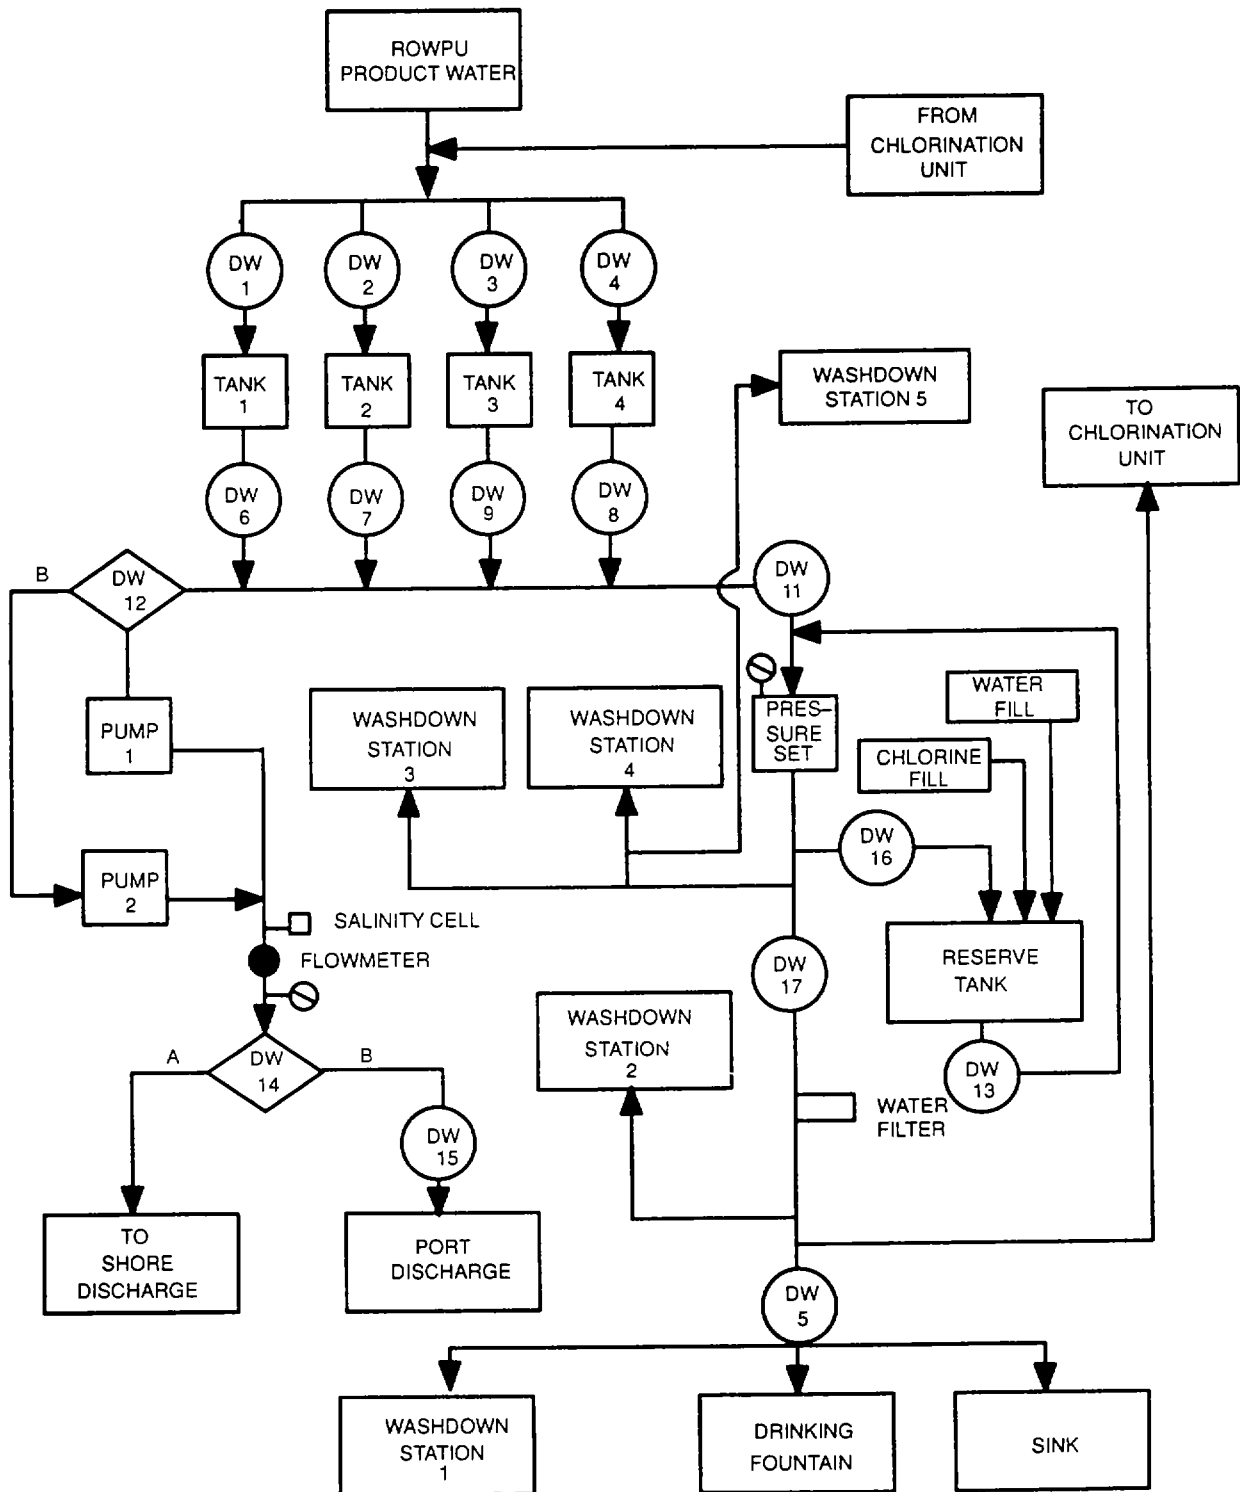 ROWPU
PRODUCT WATER
FROM
CHLORINATION
UNIT
DW
1
DW
2
DW
3
DW
4
TANK
1
TANK
2
TANK
3
TANK
4
WASHDOWN
STATION 5
TO
CHLORINATION
UNIT
DW
6
DW
7
DW
9
DW
8
B
DW
12
DW
11
PUMP
1
WASHDOWN
STATION
3
WASHDOWN
STATION
4
PRES-
SURE
SET
WATER
FILL
CHLORINE
FILL
DW
16
PUMP
2
SALINITY CELL
FLOWMETER
DW
17
RESERVE
TANK
WASHDOWN
STATION
2
A
DW
14
B
DW
13
WATER
FILTER
DW
15
TO
SHORE
DISCHARGE
PORT
DISCHARGE
DW
5
WASHDOWN
STATION
1
DRINKING
FOUNTAIN
SINK